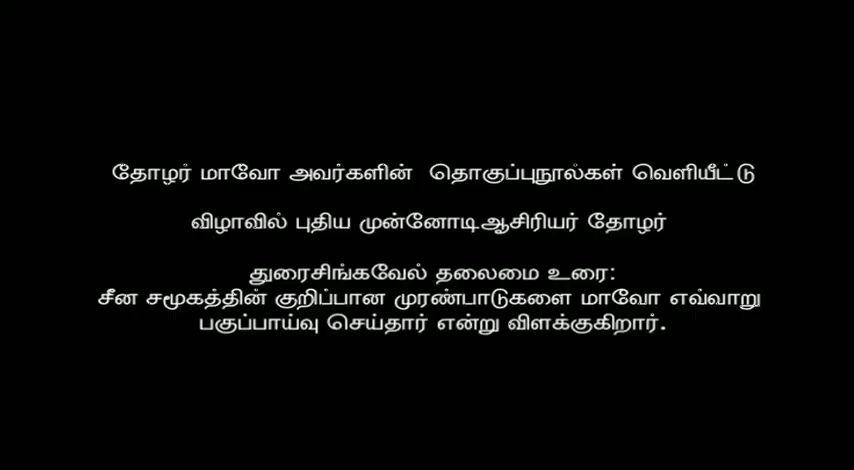 தோழர் மாவோ அவர்களின் தொகுப்புநூல்கள் வெளியீட்டு
விழாவில் புதிய முன்னோடிஆசிரியர் தோழர்
துரைசிங்கவேல் தலைமை உரை:
சீன சமூகத்தின் குறிப்பான முரண்பாடுகளை மாவோ எவ்வாறு
பகுப்பாய்வு செய்தார் என்று விளக்குகிறார்.